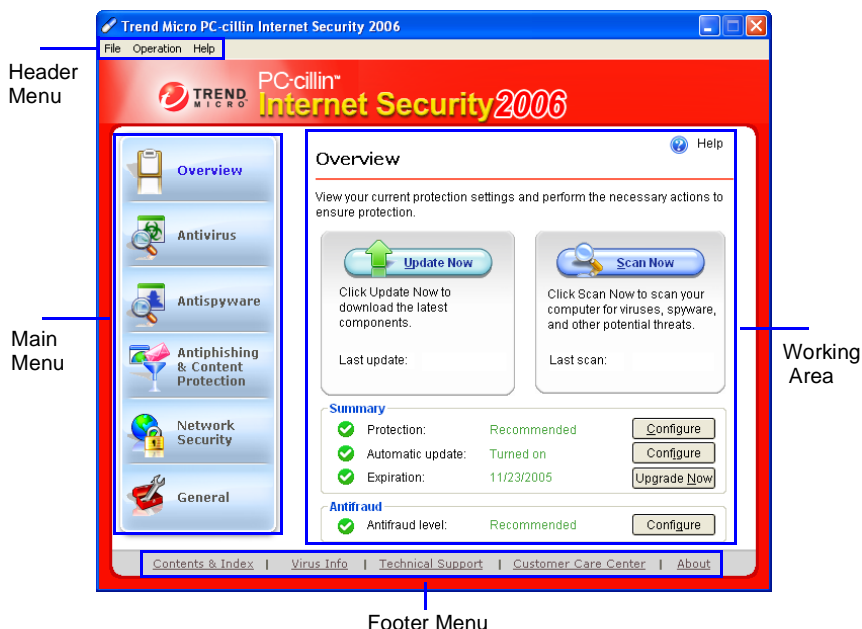 Trend Micro PC-cillin Internet Security 2006
File Operation Help
Header
Menu
TREND
MICRO
PC-cillin™
Internet Security 2006
Overview
Antivirus
Antispyware
Antiphishing
& Content
Protection
Network
Security
General
Main
Menu
Help
Overview
View your current protection settings and perform the necessary actions to
ensure protection.
Update Now
Click Update Now to
download the latest
components.
Last update:
Scan Now
Click Scan Now to scan your
computer for viruses, spyware,
and other potential threats.
Last scan:
Working
Area
Summary
Protection: Recommended Configure
Automatic update: Turned on Configure
Expiration: 11/23/2005 Upgrade Now
Antifraud
Antifraud level: Recommended Configure
Contents & Index | Virus Info | Technical Support | Customer Care Center | About
Footer Menu